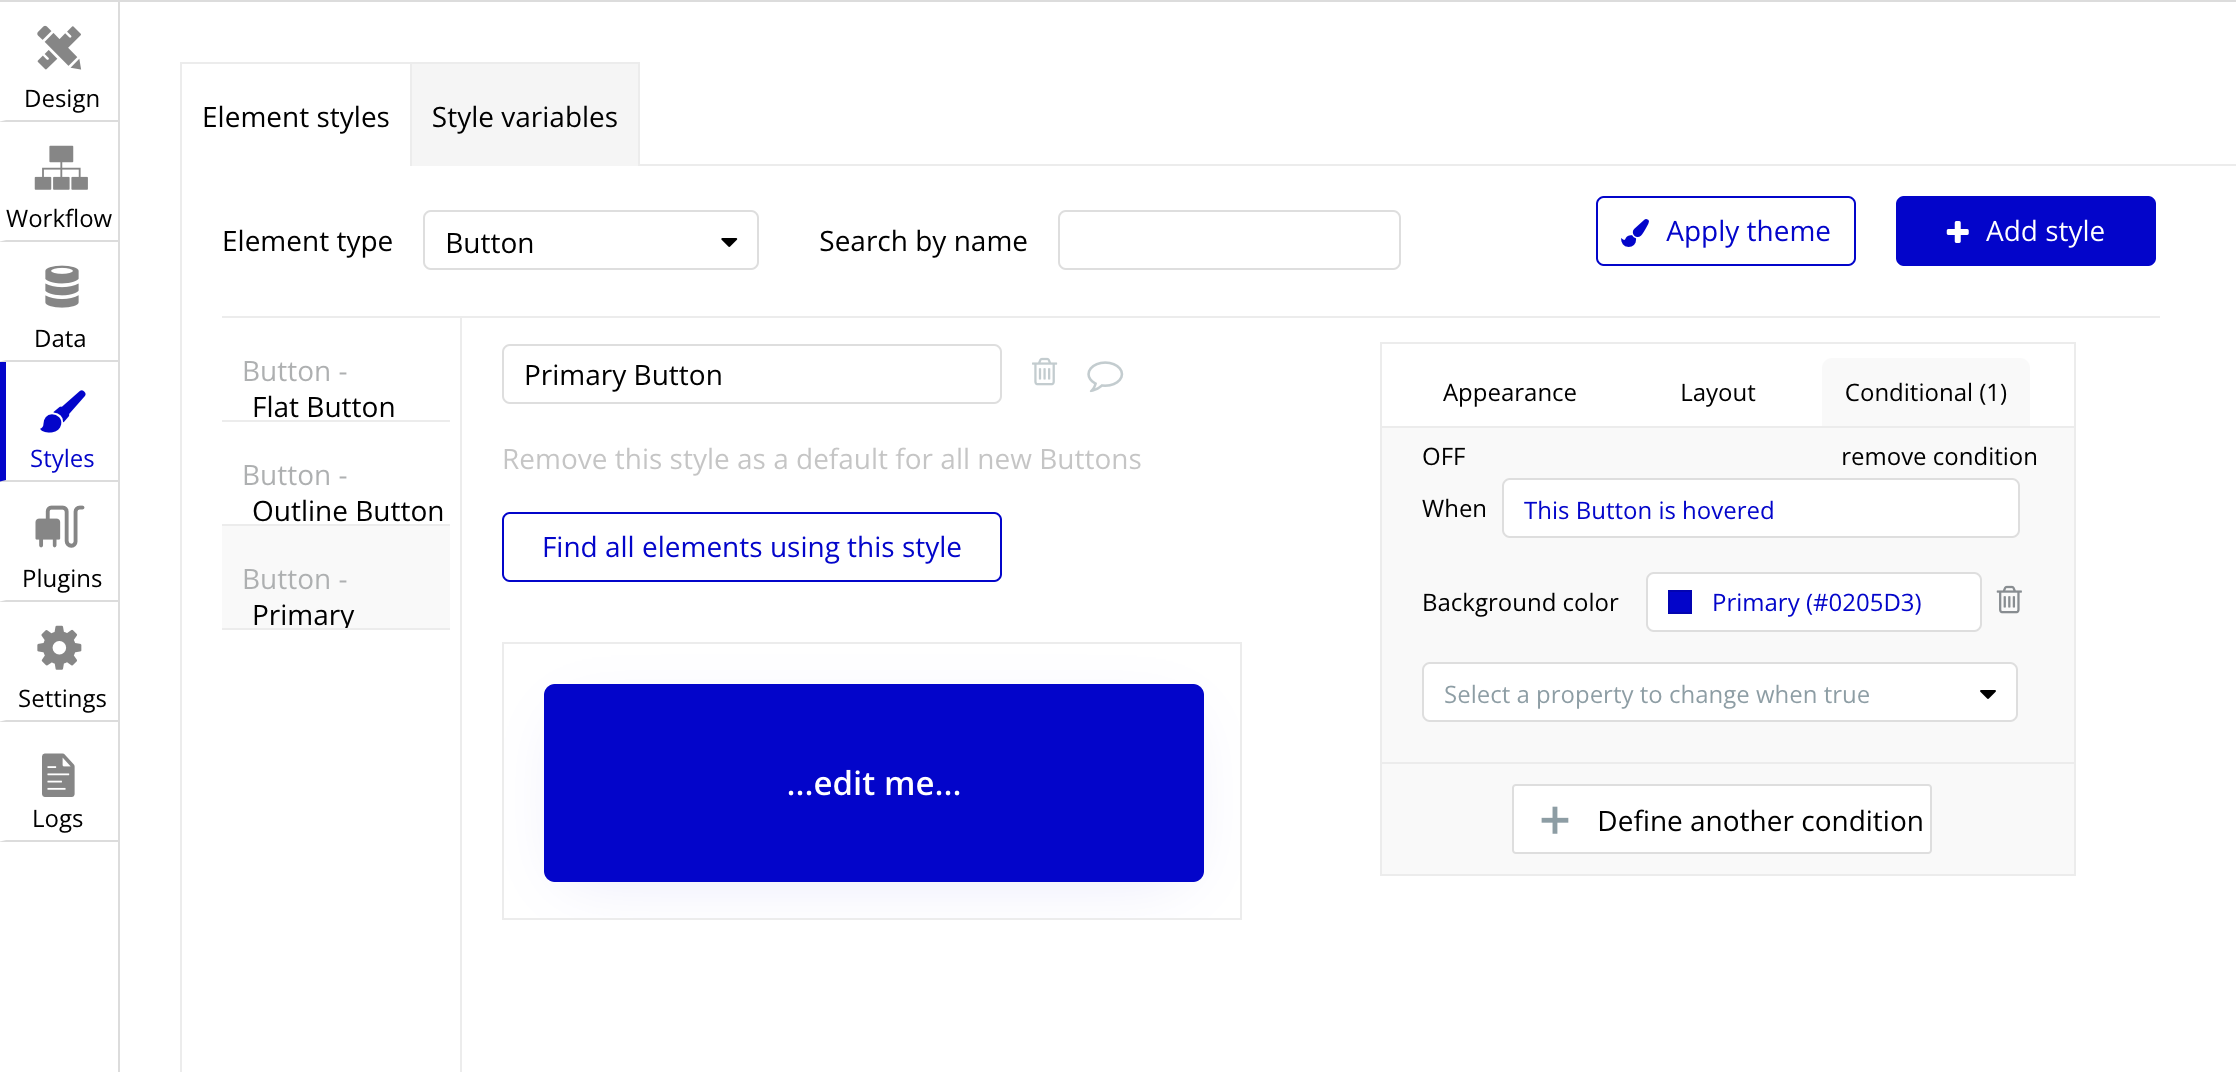 Design
Workflow
Data
Styles
Plugins
Settings
Logs
Element styles
Style variables
Element type
Button
Search by name
Apply theme
Add style
Button -
Flat Button
Button -
Outline Button
Button -
Primary
Primary Button
Remove this style as a default for all new Buttons
Find all elements using this style
...edit me...
Appearance
Layout
Conditional (1)
OFF
remove condition
When
This Button is hovered
Background color
Primary (#0205D3)
Select a property to change when true
Define another condition